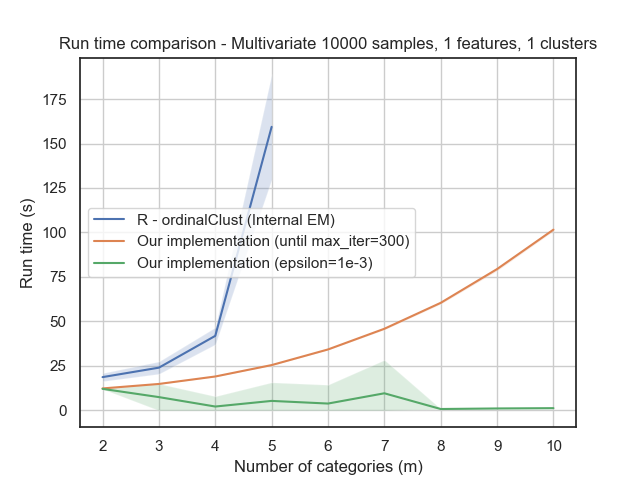 Run time comparison - Multivariate 10000 samples, 1 features, 1 clusters
Run time (s)
175
150
125
100
75
50
25
0
R - ordinalClust (Internal EM)
Our implementation (until max_iter=300)
Our implementation (epsilon=1e-3)
2 3 4 5 6 7 8 9 10
Number of categories (m)